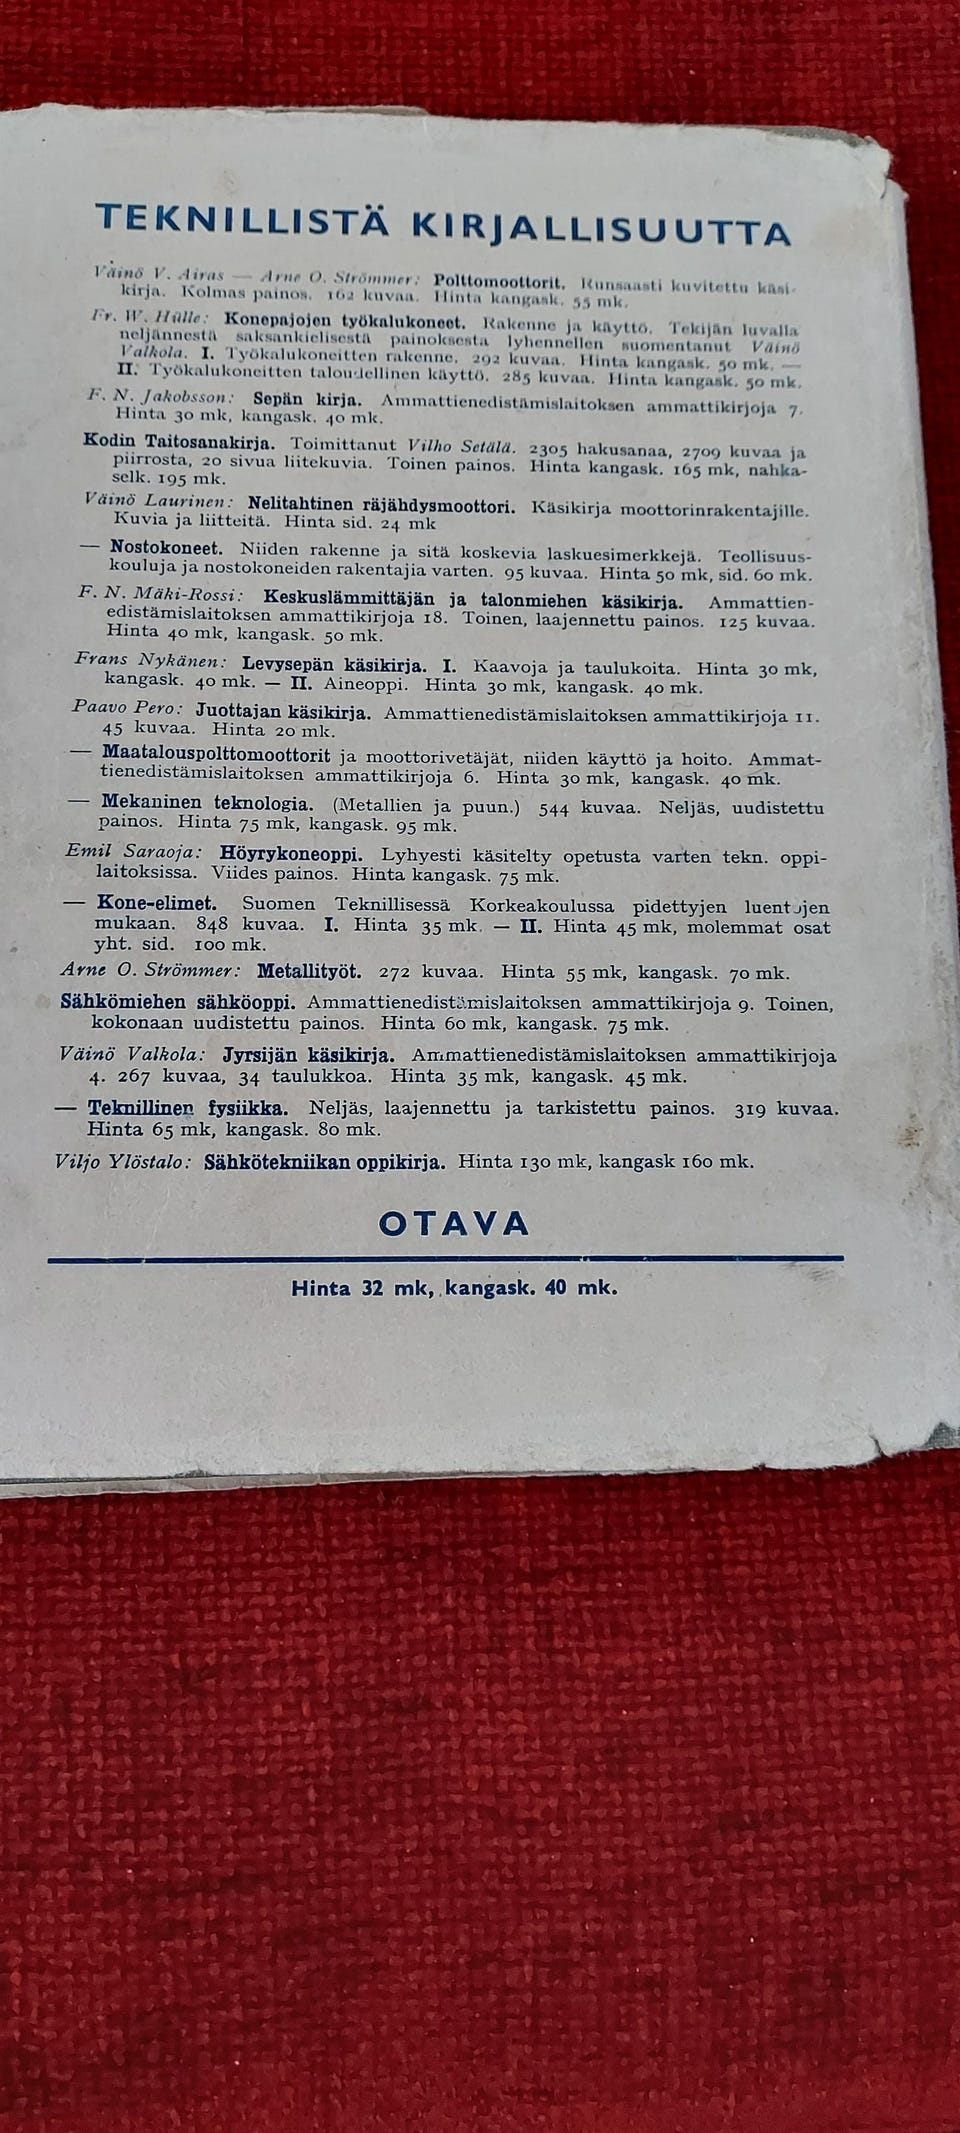 TEKNILLISTÄ KIRJALLISUUTTA
Väinö V. Airas — Arne O. Strömmer: Polttomoottorit. Runsaasti kuvitettu käsi-
kirja. Kolmas painos. 162 kuvaa. Hinta kangask. 55 mk.
Fr. W. Hülle: Konepajojen työkalukoneet. Rakenne ja käyttö. Tekijän luvalla
neljännestä saksankielisestä painoksesta lyhennellen suomentanut Väinö
Valkola. I. Työkalukoneitten rakenne. 292 kuvaa. Hinta kangask. 50 mk. —
II. Työkalukoneitten taloudellinen käyttö. 285 kuvaa. Hinta kangask. 50 mk.
F. N. Jakobsson: Sepän kirja. Ammattienedistämislaitoksen ammattikirjoja 7.
Hinta 30 mk, kangask. 40 mk.
Kodin Taitosanakirja. Toimittanut Vilho Setälä. 2305 hakusanaa, 2709 kuvaa ja
piirrosta, 20 sivua liitekuvia. Toinen painos. Hinta kangask. 165 mk, nahka-
selk. 195 mk.
Väinö Laurinen: Nelitahtinen räjähdysmoottori. Käsikirja moottorinrakentajille.
Kuvia ja liitteitä. Hinta sid. 24 mk
— Nostokoneet. Niiden rakenne ja sitä koskevia laskuesimerkkejä. Teollisuus-
kouluja ja nostokoneiden rakentajia varten. 95 kuvaa. Hinta 50 mk, sid. 60 mk.
F. N. Mäki-Rossi: Keskuslämmittäjän ja talonmiehen käsikirja. Ammattien-
edistämislaitoksen ammattikirjoja 18. Toinen, laajennettu painos. 125 kuvaa.
Hinta 40 mk, kangask. 50 mk.
Frans Nykänen: Levysepän käsikirja. I. Kaavoja ja taulukoita. Hinta 30 mk,
kangask. 40 mk. — II. Aineoppi. Hinta 30 mk, kangask. 40 mk.
Paavo Pero: Juottajan käsikirja. Ammattienedistämislaitoksen ammattikirjoja 11.
45 kuvaa. Hinta 20 mk.
— Maatalouspolttomoottorit ja moottorivetäjät, niiden käyttö ja hoito. Ammat-
tienedistämislaitoksen ammattikirjoja 6. Hinta 30 mk, kangask. 40 mk.
— Mekaninen teknologia. (Metallien ja puun.) 544 kuvaa. Neljäs, uudistettu
painos. Hinta 75 mk, kangask. 95 mk.
Emil Saraoja: Höyrykoneoppi. Lyhyesti käsitelty opetusta varten tekn. oppi-
laitoksissa. Viides painos. Hinta kangask. 75 mk.
— Kone-elimet. Suomen Teknillisessä Korkeakoulussa pidettyjen luentojen
mukaan. 848 kuvaa. I. Hinta 35 mk. — II. Hinta 45 mk, molemmat osat
yht. sid. 100 mk.
Arne O. Strömmer: Metallityöt. 272 kuvaa. Hinta 55 mk, kangask. 70 mk.
Sähkömiehen sähköoppi. Ammattienedistämislaitoksen ammattikirjoja 9. Toinen,
kokonaan uudistettu painos. Hinta 60 mk, kangask. 75 mk.
Väinö Valkola: Jyrsijän käsikirja. Ammattienedistämislaitoksen ammattikirjoja
4. 267 kuvaa, 34 taulukkoa. Hinta 35 mk, kangask. 45 mk.
— Teknillinen fysiikka. Neljäs, laajennettu ja tarkistettu painos. 319 kuvaa.
Hinta 65 mk, kangask. 80 mk.
Viljo Ylöstalo: Sähkötekniikan oppikirja. Hinta 130 mk, kangask 160 mk.
OTAVA
Hinta 32 mk, kangask. 40 mk.